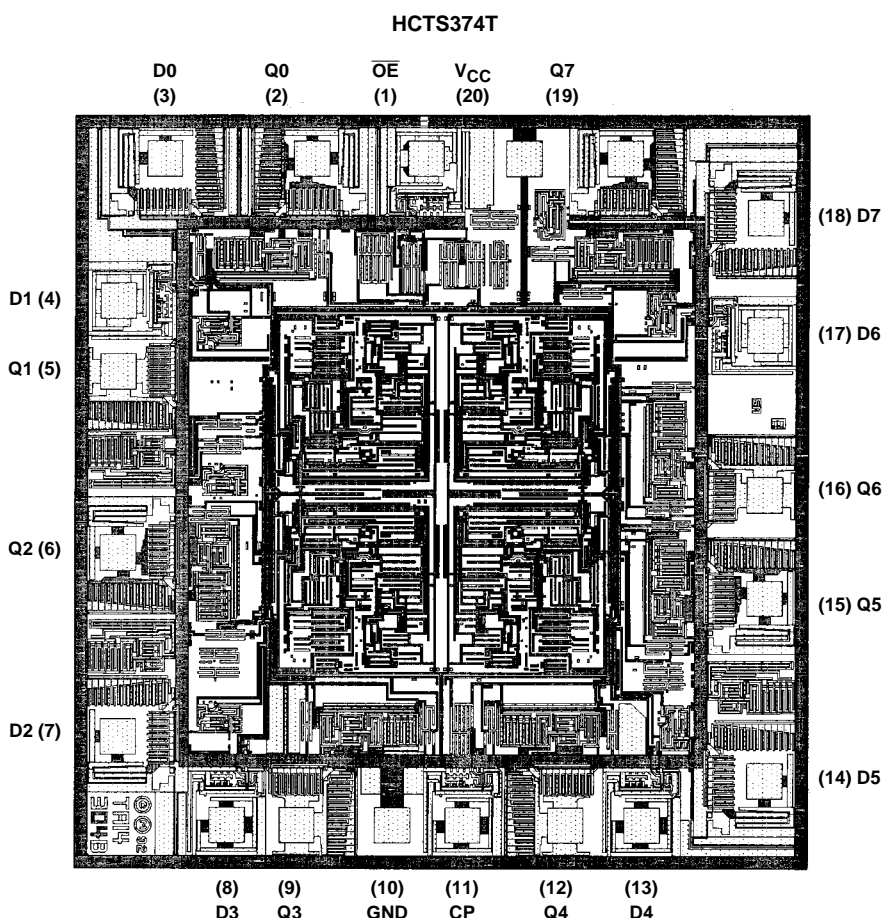 HCTS374T
D0 Q0 OE VCC Q7
(3) (2) (1) (20) (19)
(18) D7
D1 (4)
(17) D6
Q1 (5)
(16) Q6
Q2 (6)
(15) Q5
D2 (7)
(14) D5
(8) (9) (10) (11) (12) (13)
D3 Q3 GND CP Q4 D4